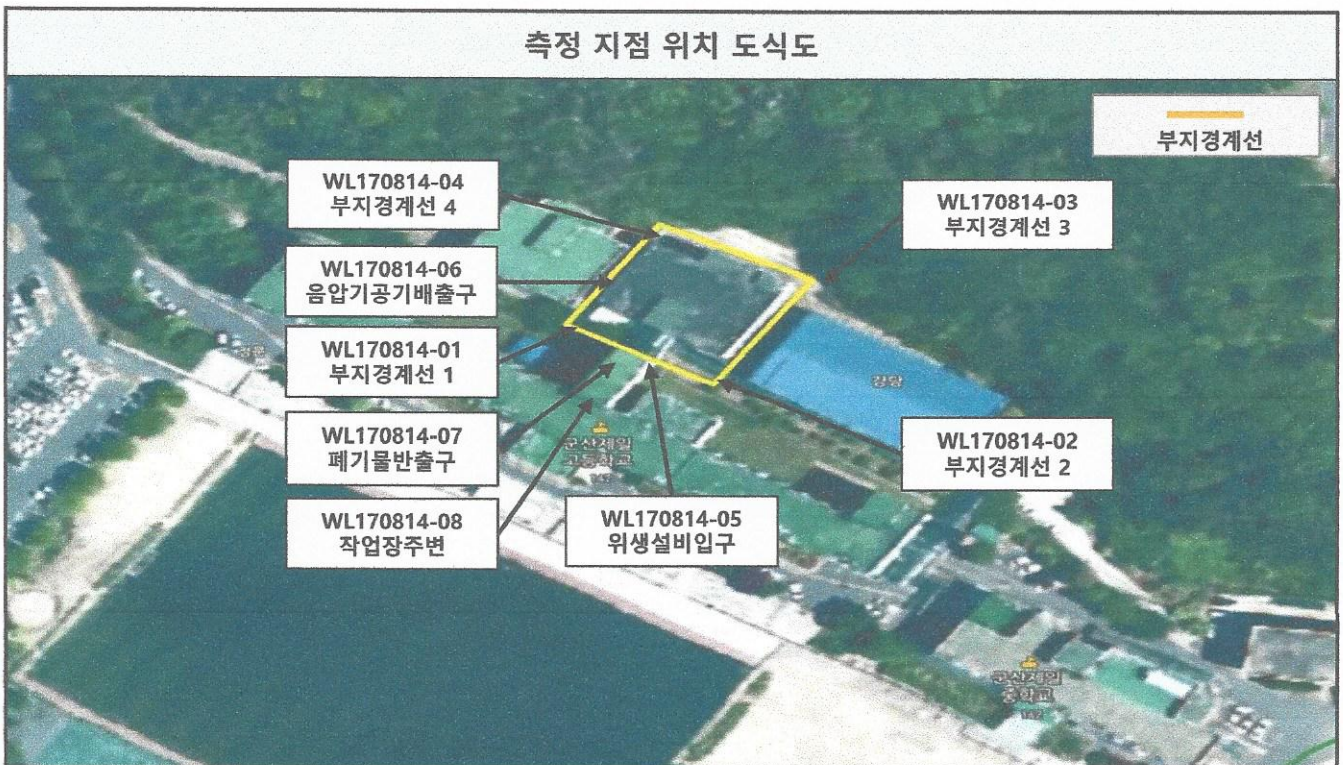 측정 지점 위치 도식도
부지경계선
WL170814-04
부지경계선 4
WL170814-03
부지경계선 3
WL170814-06
음압기공기배출구
WL170814-01
부지경계선 1
강당
WL170814-07
폐기물반출구
군산제일
고등학교
WL170814-02
부지경계선 2
WL170814-08
작업장주변
WL170814-05
위생설비입구
군산제일
중학교